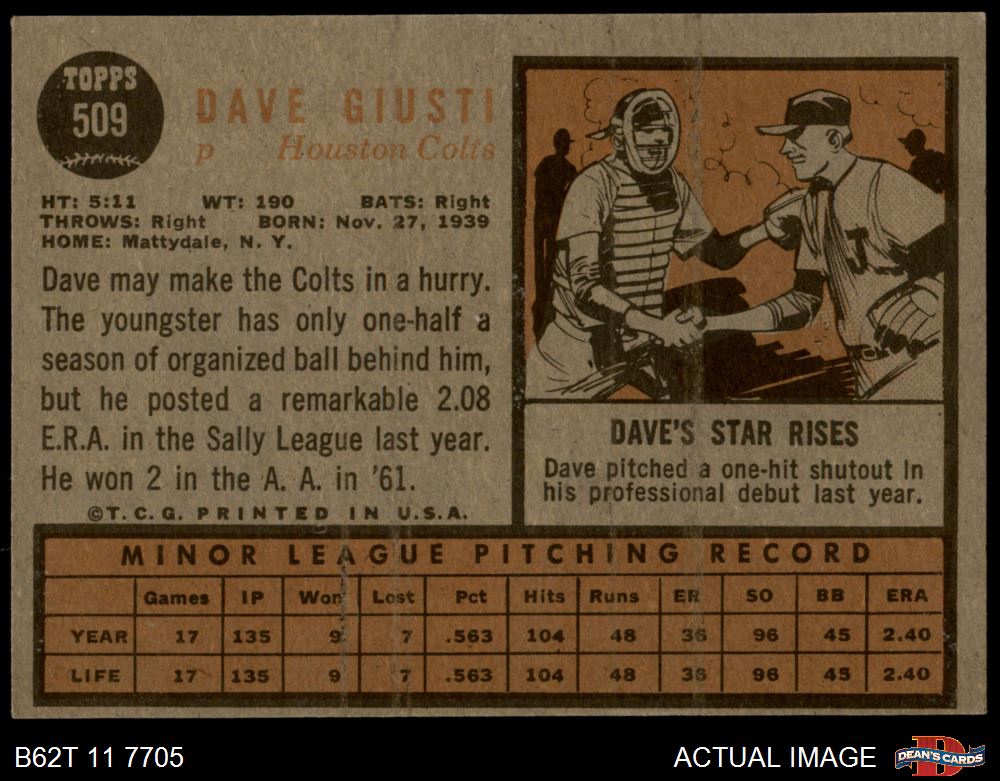 TOPPS
509
DAVE GIUSTI
p Houston Colts
HT: 5:11 WT: 190 BATS: Right
THROWS: Right BORN: Nov. 27, 1939
HOME: Mattydale, N. Y.
Dave may make the Colts in a hurry.
The youngster has only one-half a
season of organized ball behind him,
but he posted a remarkable 2.08
E.R.A. in the Sally League last year.
He won 2 in the A. A. in '61.
©T. C. G. PRINTED IN U.S.A.
T
DAVE'S STAR RISES
Dave pitched a one-hit shutout In
his professional debut last year.
MINOR LEAGUE PITCHING RECORD
Games IP Won Lost Pct Hits Runs ER SO BB ERA
YEAR 17 135 9 7 .563 104 48 36 96 45 2.40
LIFE 17 135 9 7 .563 104 48 36 96 45 2.40
B62T 11 7705 ACTUAL IMAGE D DEAN'S CARDS